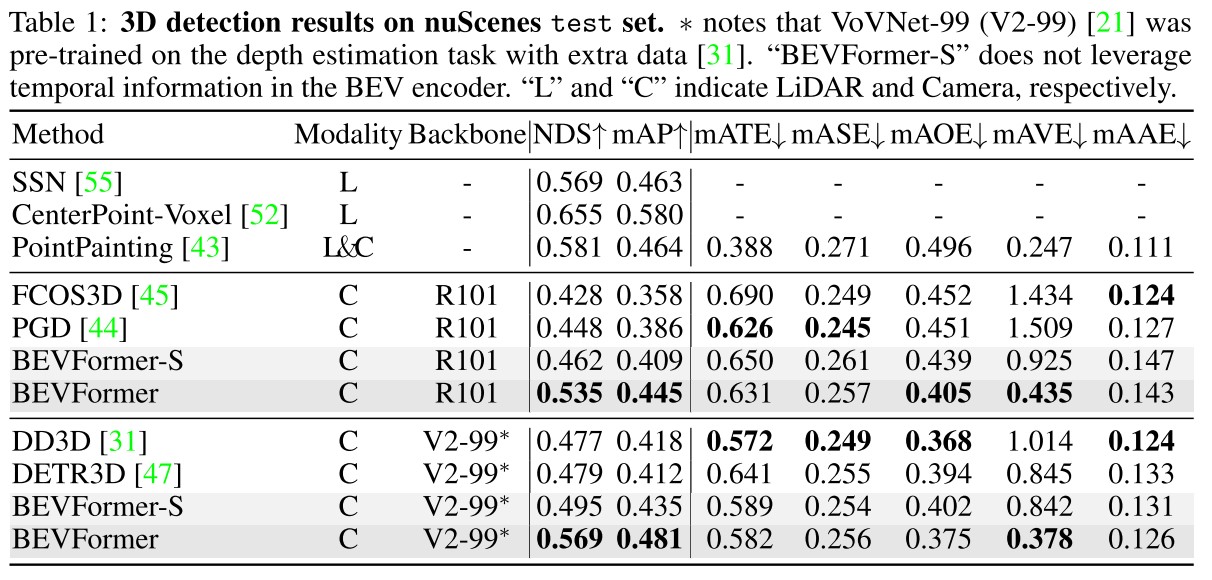 Table 1: 3D detection results on nuScenes test set. ∗ notes that VoVNet-99 (V2-99) [21] was
pre-trained on the depth estimation task with extra data [31]. “BEVFormer-S” does not leverage
temporal information in the BEV encoder. “L” and “C” indicate LiDAR and Camera, respectively.
Method Modality Backbone NDS↑ mAP↑ mATE↓ mASE↓ mAOE↓ mAVE↓ mAAE↓
SSN [55] L - 0.569 0.463 - - - - -
CenterPoint-Voxel [52] L - 0.655 0.580 - - - - -
PointPainting [43] L&C - 0.581 0.464 0.388 0.271 0.496 0.247 0.111
FCOS3D [45] C R101 0.428 0.358 0.690 0.249 0.452 1.434 0.124
PGD [44] C R101 0.448 0.386 0.626 0.245 0.451 1.509 0.127
BEVFormer-S C R101 0.462 0.409 0.650 0.261 0.439 0.925 0.147
BEVFormer C R101 0.535 0.445 0.631 0.257 0.405 0.435 0.143
DD3D [31] C V2-99* 0.477 0.418 0.572 0.249 0.368 1.014 0.124
DETR3D [47] C V2-99* 0.479 0.412 0.641 0.255 0.394 0.845 0.133
BEVFormer-S C V2-99* 0.495 0.435 0.589 0.254 0.402 0.842 0.131
BEVFormer C V2-99* 0.569 0.481 0.582 0.256 0.375 0.378 0.126